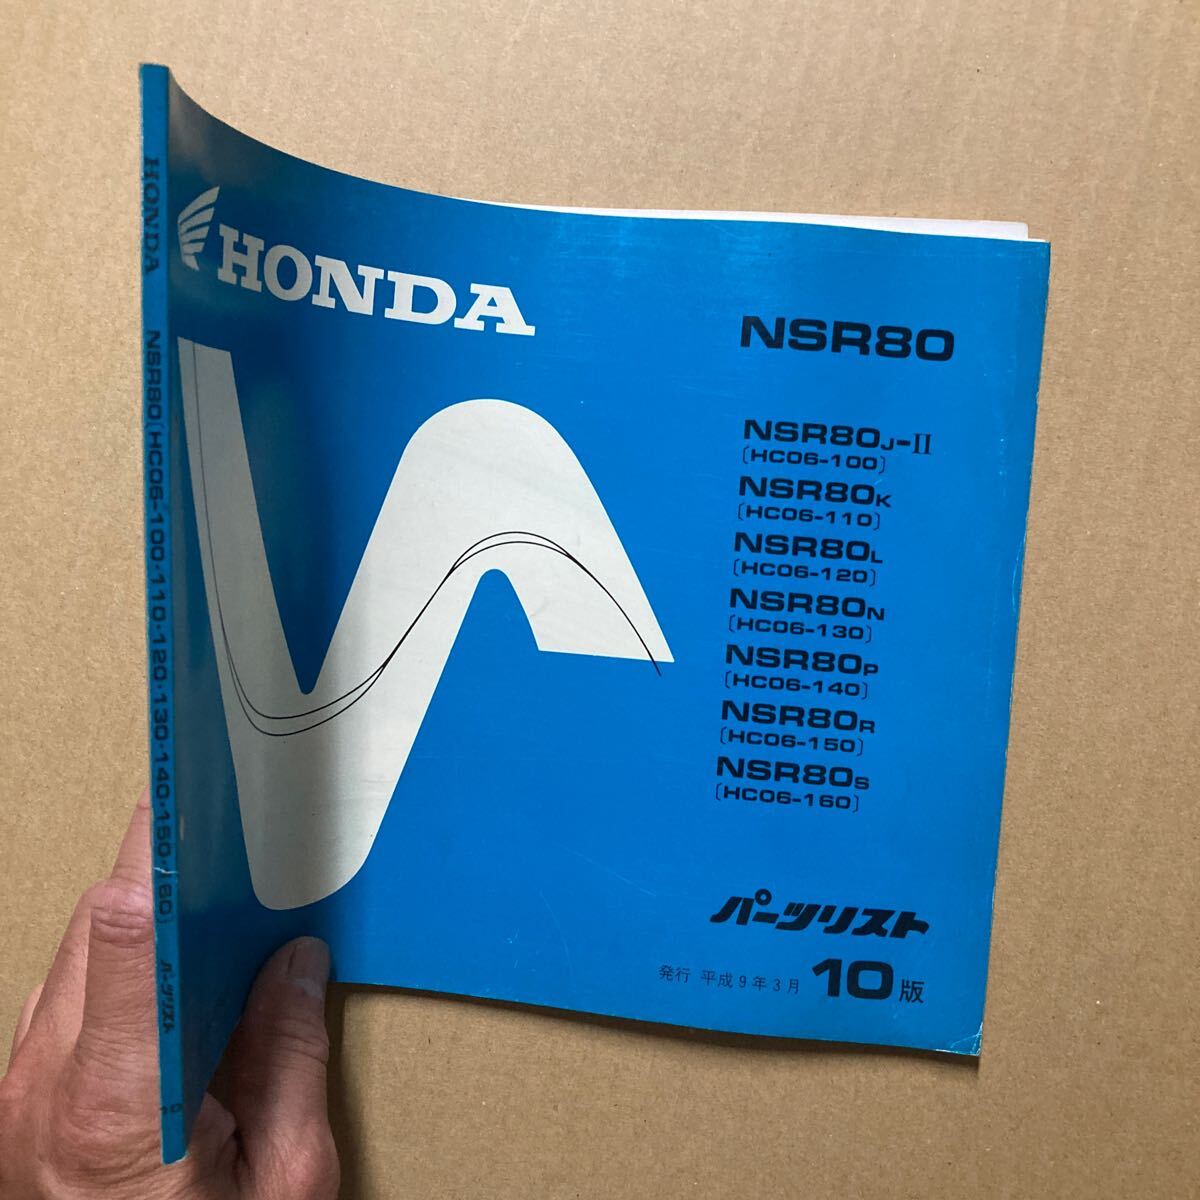 HONDA
NSR80
NSR80J-II
〔HC06-100〕
NSR80K
〔HC06-110〕
NSR80L
〔HC06-120〕
NSR80N
〔HC06-130〕
NSR80P
〔HC06-140〕
NSR80R
〔HC06-150〕
NSR80S
〔HC06-160〕
パーツリスト
発行 平成9年3月 10版
HONDA NSR80〔HC06-100・110・120・130・140・150・160〕 パーツリスト 10